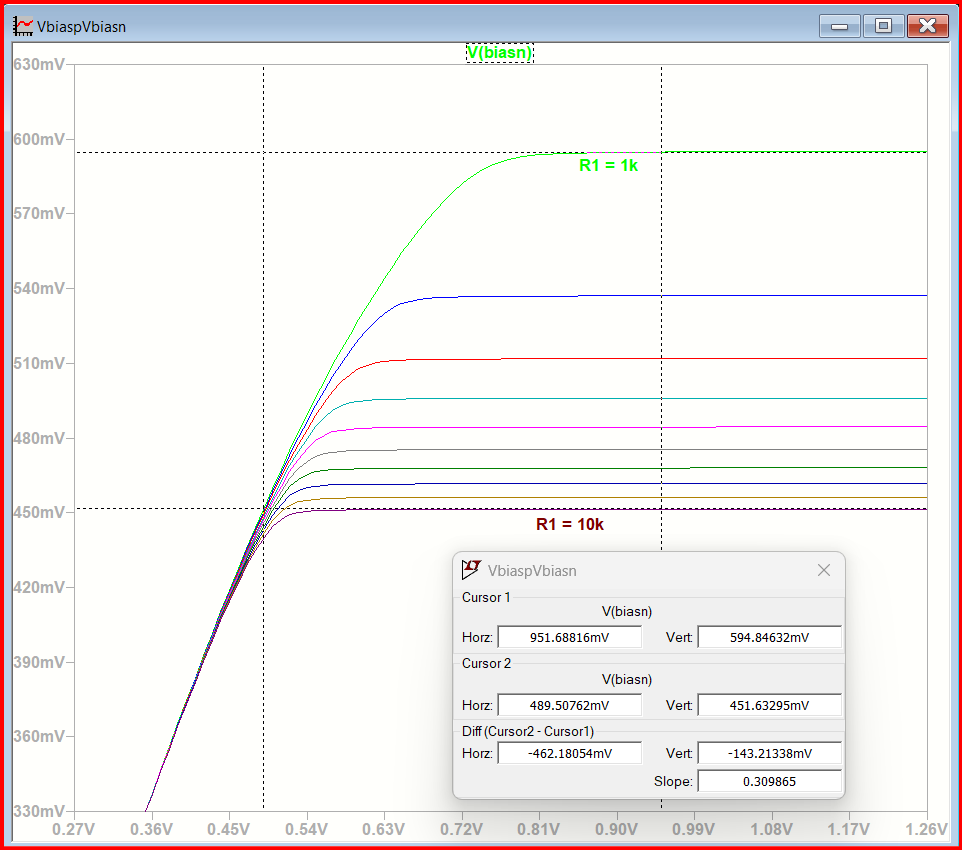 VbiaspVbiasn
V(biasn)
630mV
600mV
570mV
540mV
510mV
480mV
450mV
420mV
390mV
360mV
330mV
R1 = 1k
R1 = 10k
VbiaspVbiasn
Cursor 1
V(biasn)
Horz: 951.68816mV Vert: 594.84632mV
Cursor 2
V(biasn)
Horz: 489.50762mV Vert: 451.63295mV
Diff (Cursor2 - Cursor1)
Horz: -462.18054mV Vert: -143.21338mV
Slope: 0.309865
0.27V 0.36V 0.45V 0.54V 0.63V 0.72V 0.81V 0.90V 0.99V 1.08V 1.17V 1.26V